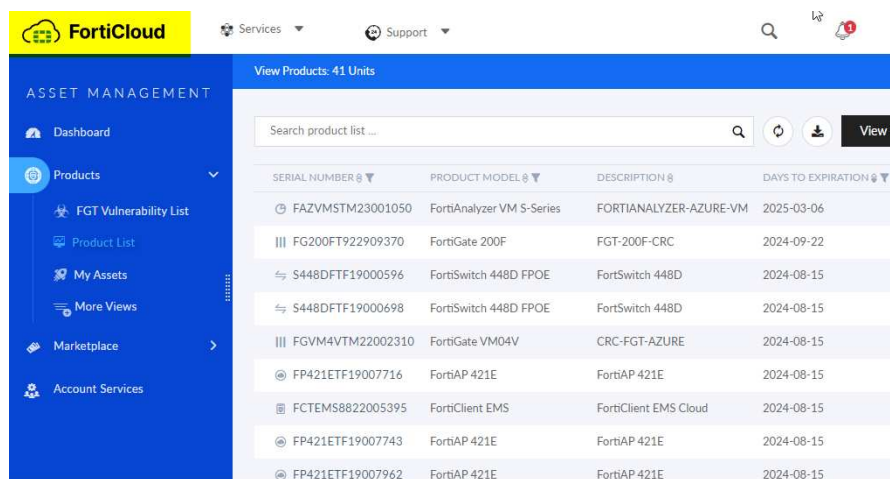 FortiCloud Services Support 1
ASSET MANAGEMENT
View Products: 41 Units
Dashboard
Search product list ... View
Products
SERIAL NUMBER PRODUCT MODEL DESCRIPTION DAYS TO EXPIRATION
FGT Vulnerability List
FAZVMSTM23001050 FortiAnalyzer VM S-Series FORTIANALYZER-AZURE-VM 2025-03-06
Product List
FG200FT922909370 FortiGate 200F FGT-200F-CRC 2024-09-22
My Assets
S448DFTF19000596 FortiSwitch 448D FPOE FortSwitch 448D 2024-08-15
More Views
S448DFTF19000698 FortiSwitch 448D FPOE FortSwitch 448D 2024-08-15
Marketplace
FGVM4VTM22002310 FortiGate VM04V CRC-FGT-AZURE 2024-08-15
FP421ETF19007716 FortiAP 421E FortiAP 421E 2024-08-15
Account Services
FCTEMS8822005395 FortiClient EMS FortiClient EMS Cloud 2024-08-15
FP421ETF19007743 FortiAP 421E FortiAP 421E 2024-08-15
FP421ETF19007962 FortiAP 421E FortiAP 421E 2024-08-15